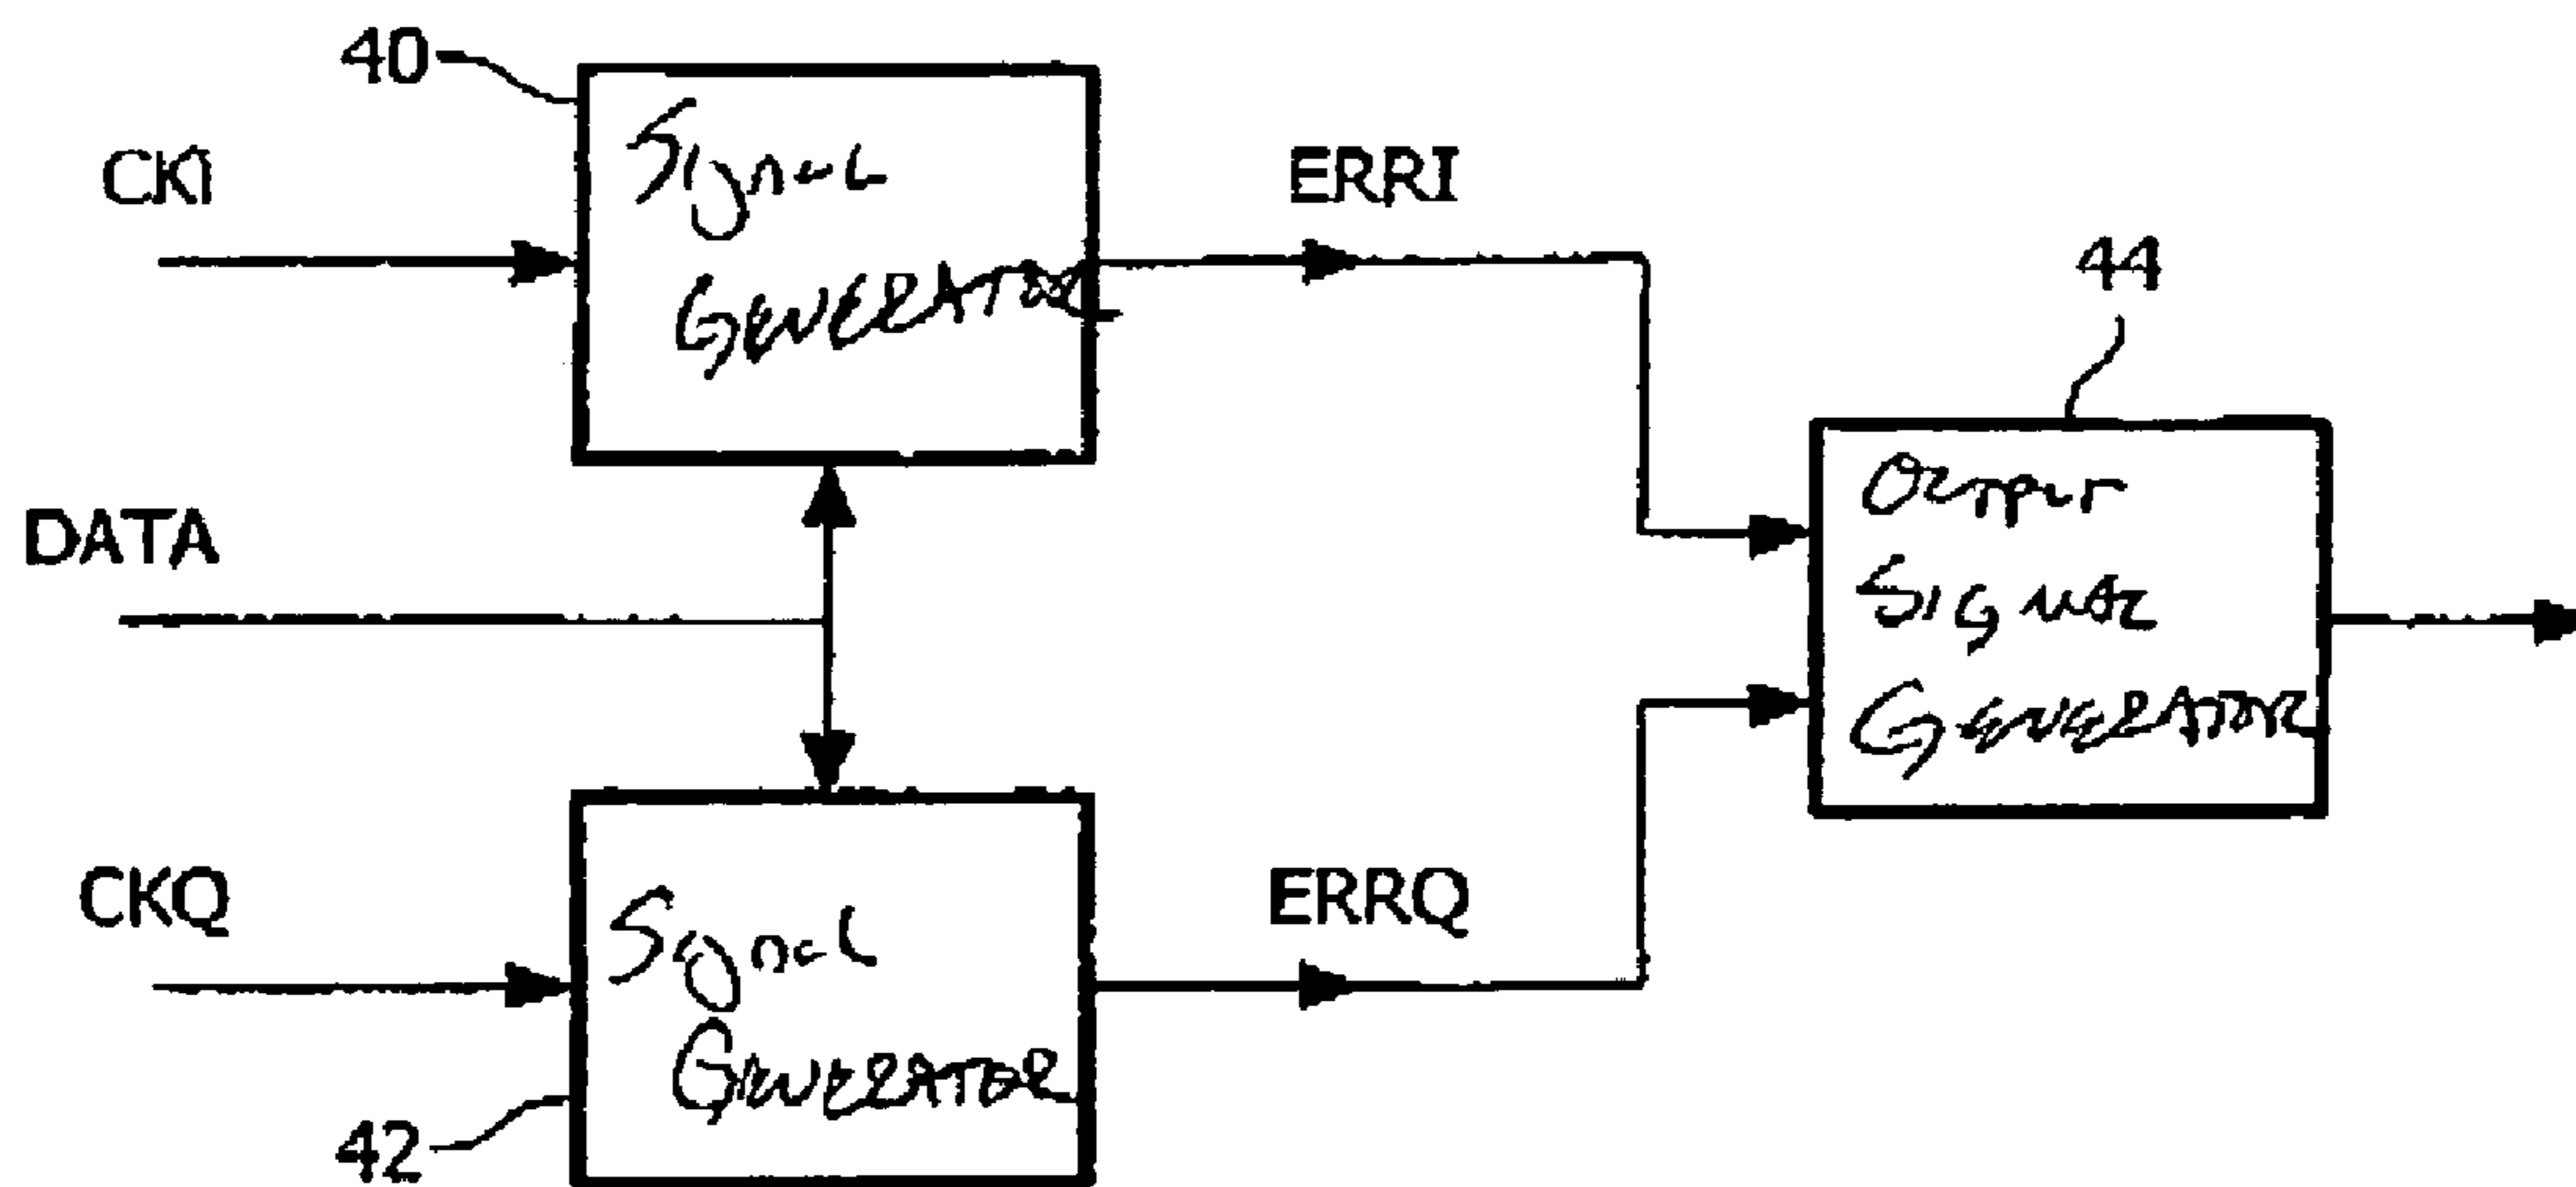 40
CKI
Signal
GENERATOR
ERRI
44
DATA
OUTPUT
SIGNAL
GENERATOR
CKQ
Signal
GENERATOR
ERRQ
42